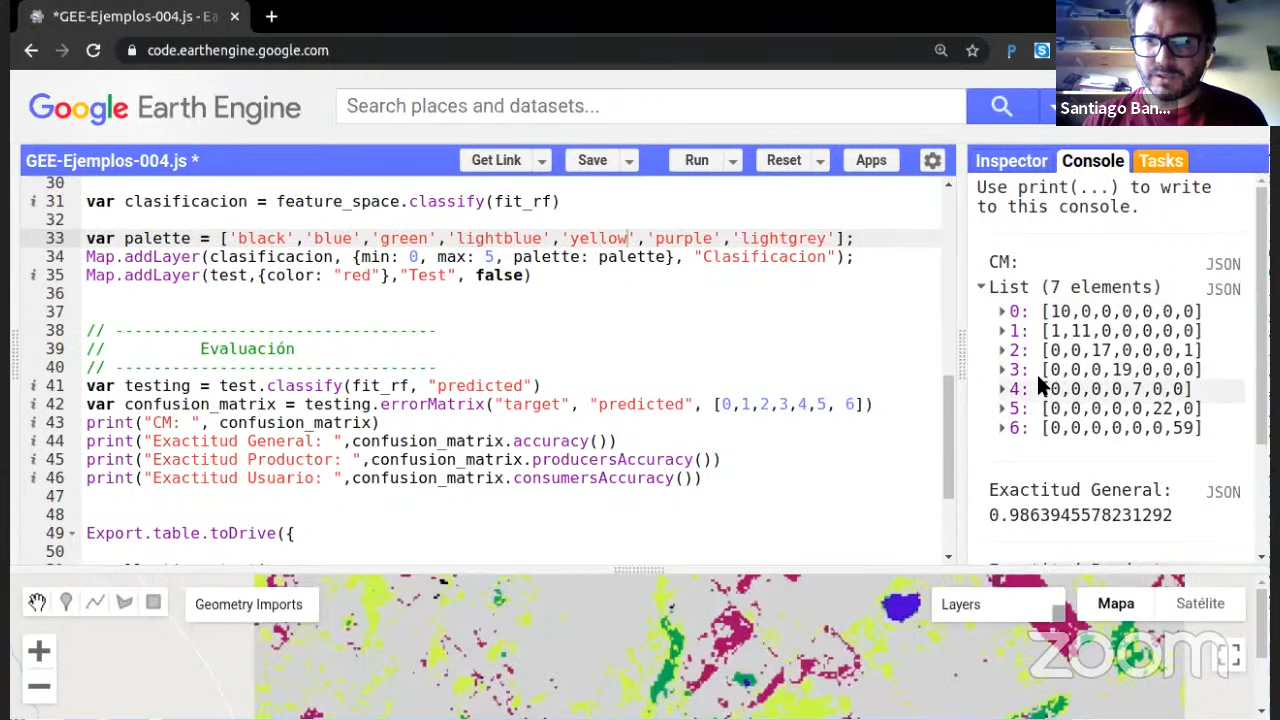 *GEE-Ejemplos-004.js - Ea
code.earthengine.google.com
Santiago Ban...
Google Earth Engine
Search places and datasets...
GEE-Ejemplos-004.js *
Get Link
Save
Run
Reset
Apps
Inspector
Console
Tasks
30
31 var clasificacion = feature_space.classify(fit_rf)
32
33 var palette = ['black','blue','green','lightblue','yellow','purple','lightgrey'];
34 Map.addLayer(clasificacion, {min: 0, max: 5, palette: palette}, "Clasificacion");
35 Map.addLayer(test,{color: "red"},"Test", false)
36
37
38 // ----------------------------------
39 // Evaluación
40 // ----------------------------------
41 var testing = test.classify(fit_rf, "predicted")
42 var confusion_matrix = testing.errorMatrix("target", "predicted", [0,1,2,3,4,5, 6])
43 print("CM: ", confusion_matrix)
44 print("Exactitud General: ",confusion_matrix.accuracy())
45 print("Exactitud Productor: ",confusion_matrix.producersAccuracy())
46 print("Exactitud Usuario: ",confusion_matrix.consumersAccuracy())
47
48
49 Export.table.toDrive({
50
Use print(...) to write
to this console.
CM: JSON
List (7 elements) JSON
0: [10,0,0,0,0,0,0]
1: [1,11,0,0,0,0,0]
2: [0,0,17,0,0,0,1]
3: [0,0,0,19,0,0,0]
4: [0,0,0,0,7,0,0]
5: [0,0,0,0,0,22,0]
6: [0,0,0,0,0,0,59]
Exactitud General: JSON
0.9863945578231292
Geometry Imports
Layers
Mapa
Satélite
zoom